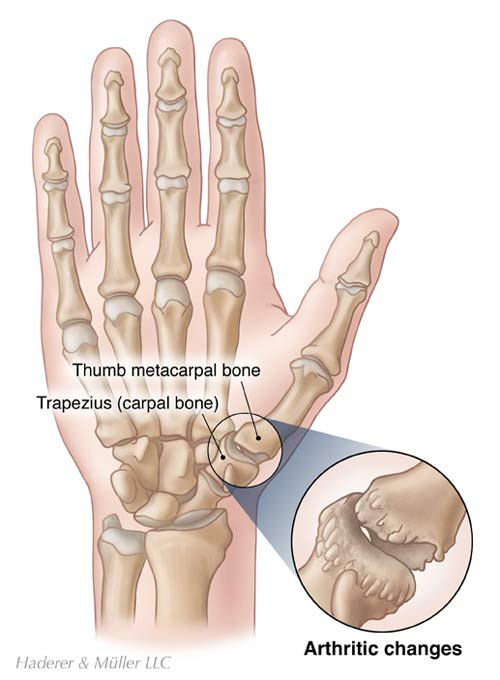 Thumb metacarpal bone
Trapezius (carpal bone)
Arthritic changes
Haderer & Müller LLC